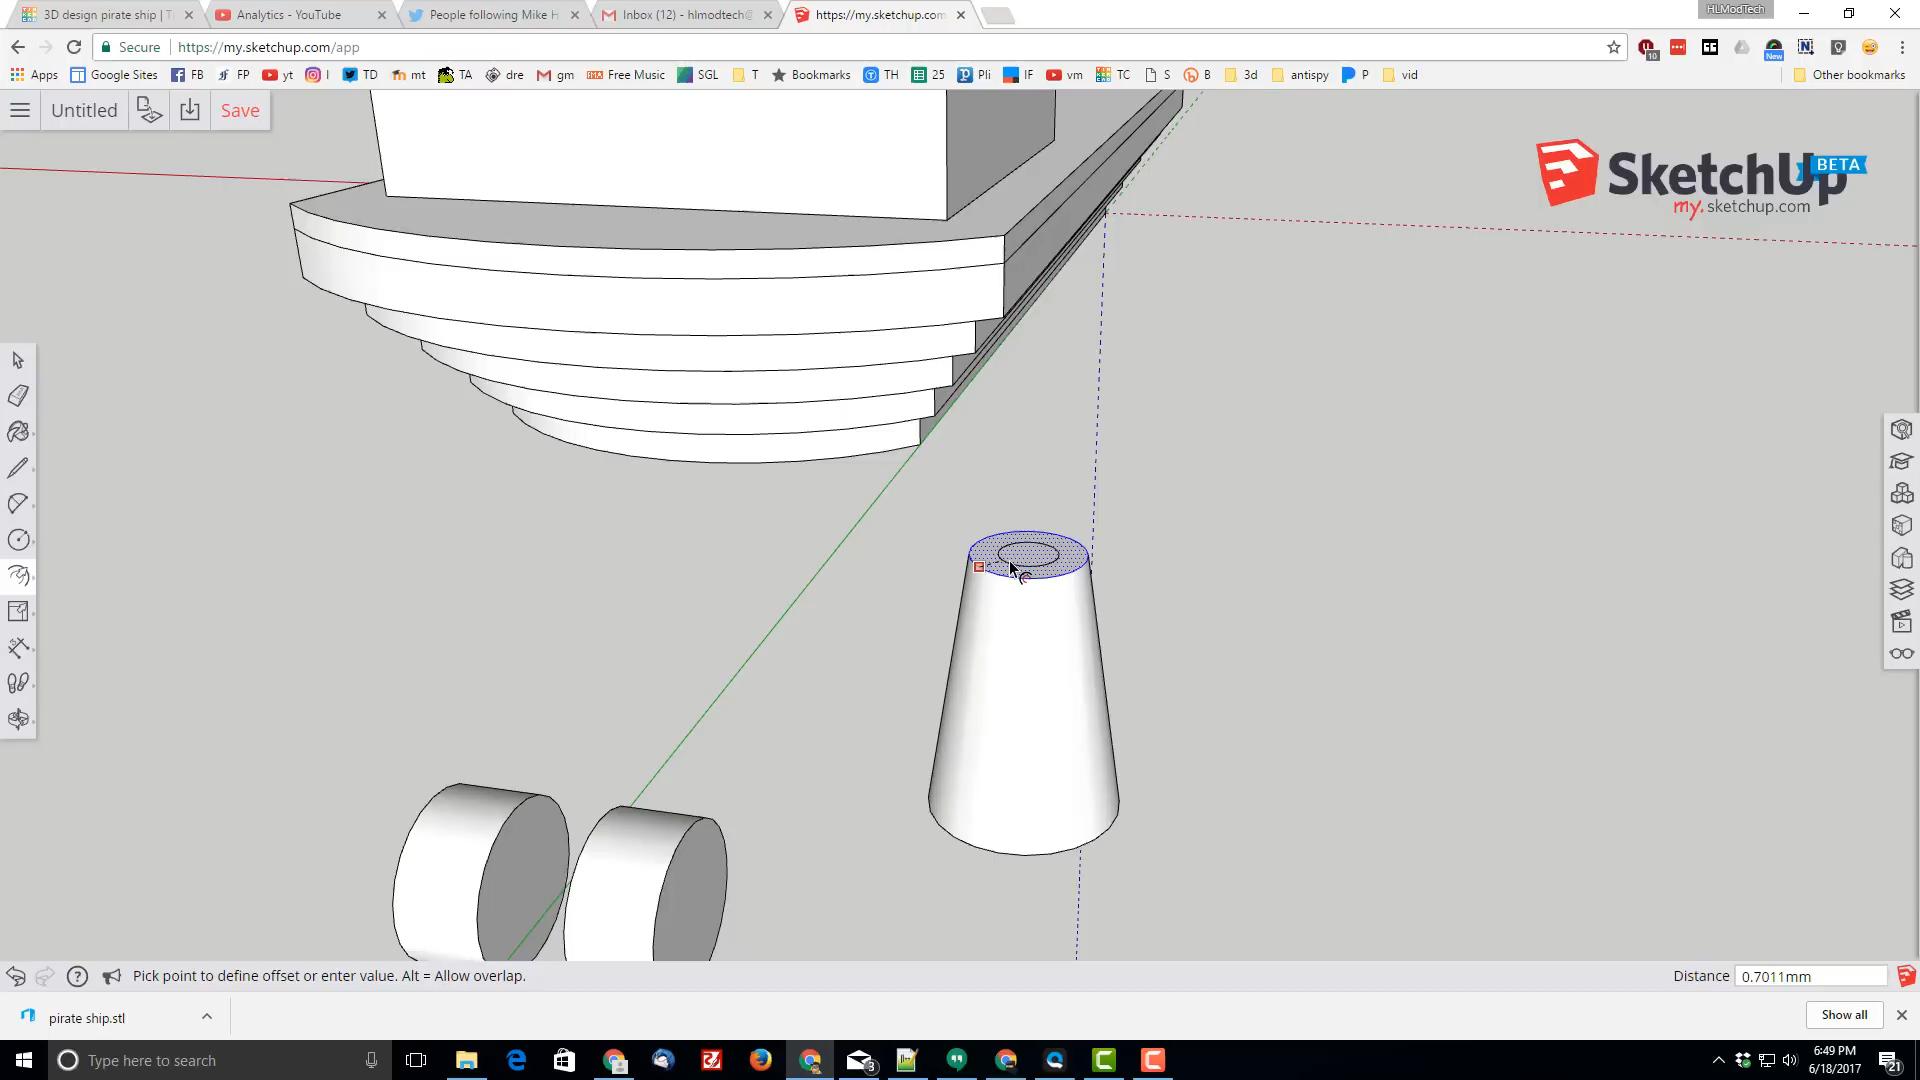 3D design pirate ship | T
Analytics - YouTube
People following Mike H
Inbox (12) - hlmodtech@
https://my.sketchup.com
HLModTech
Secure
https://my.sketchup.com/app
10
New
Apps
Google Sites
FB
FP
yt
I
TD
mt
TA
dre
gm
Free Music
SGL
T
Bookmarks
TH
25
Pli
IF
vm
TC
S
B
3d
antispy
P
vid
Other bookmarks
Untitled
Save
SketchUp
BETA
my.sketchup.com
Pick point to define offset or enter value. Alt = Allow overlap.
Distance
0.7011mm
pirate ship.stl
Show all
Type here to search
3
6:49 PM
6/18/2017
21